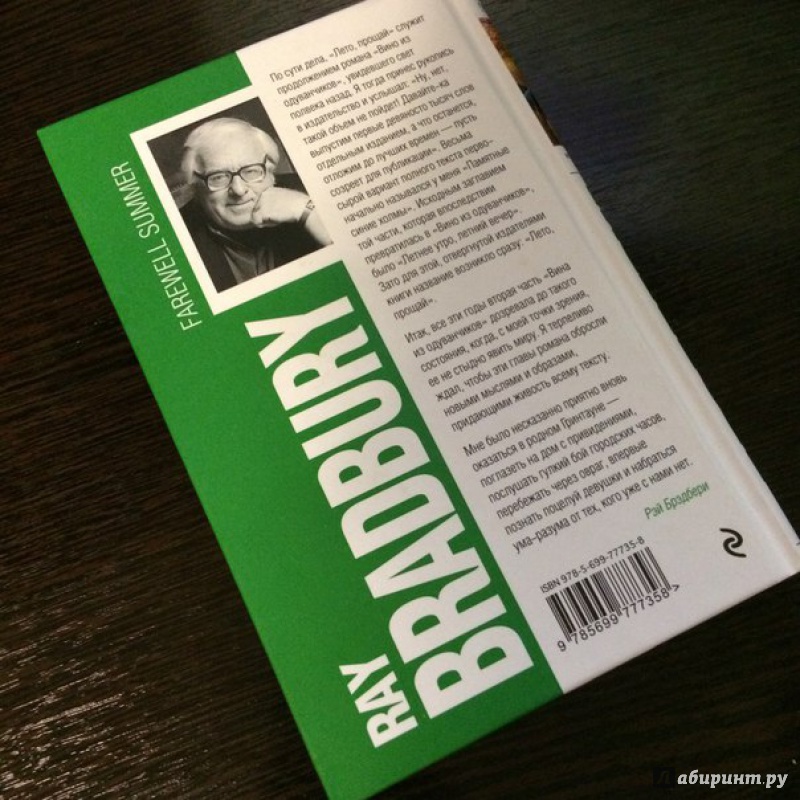 FAREWELL SUMMER
RAY
BRADBURY
По сути дела, «Лето, прощай» служит
продолжением романа «Вино из
одуванчиков», увидевшего свет
полвека назад. Я тогда принес рукопись
в издательство и услышал: «Ну, нет,
такой объем не пойдет! Давайте-ка
выпустим первые девяносто тысяч слов
отдельным изданием, а что останется,
отложим до лучших времен — пусть
созреет для публикации». Весьма
сырой вариант полного текста перво-
начально назывался у меня «Памятные
синие холмы». Исходным заглавием
той части, которая впоследствии
превратилась в «Вино из одуванчиков»,
было «Летнее утро, летний вечер».
Зато для этой, отвергнутой издателями
книги название возникло сразу: «Лето,
прощай».
Итак, все эти годы вторая часть «Вина
из одуванчиков» дозревала до такого
состояния, когда, с моей точки зрения,
ее не стыдно явить миру. Я терпеливо
ждал, чтобы эти главы романа обросли
новыми мыслями и образами,
придающими живость всему тексту.
Мне было несказанно приятно вновь
оказаться в родном Гринтауне —
поглазеть на дом с привидениями,
послушать гулкий бой городских часов,
перебежать через овраг, впервые
познать поцелуй девушки и набраться
ума-разума от тех, кого уже с нами нет.
Рэй Брэдбери
ISBN 978-5-699-77735-8
9 785699 777358 >
Лабиринт.ру